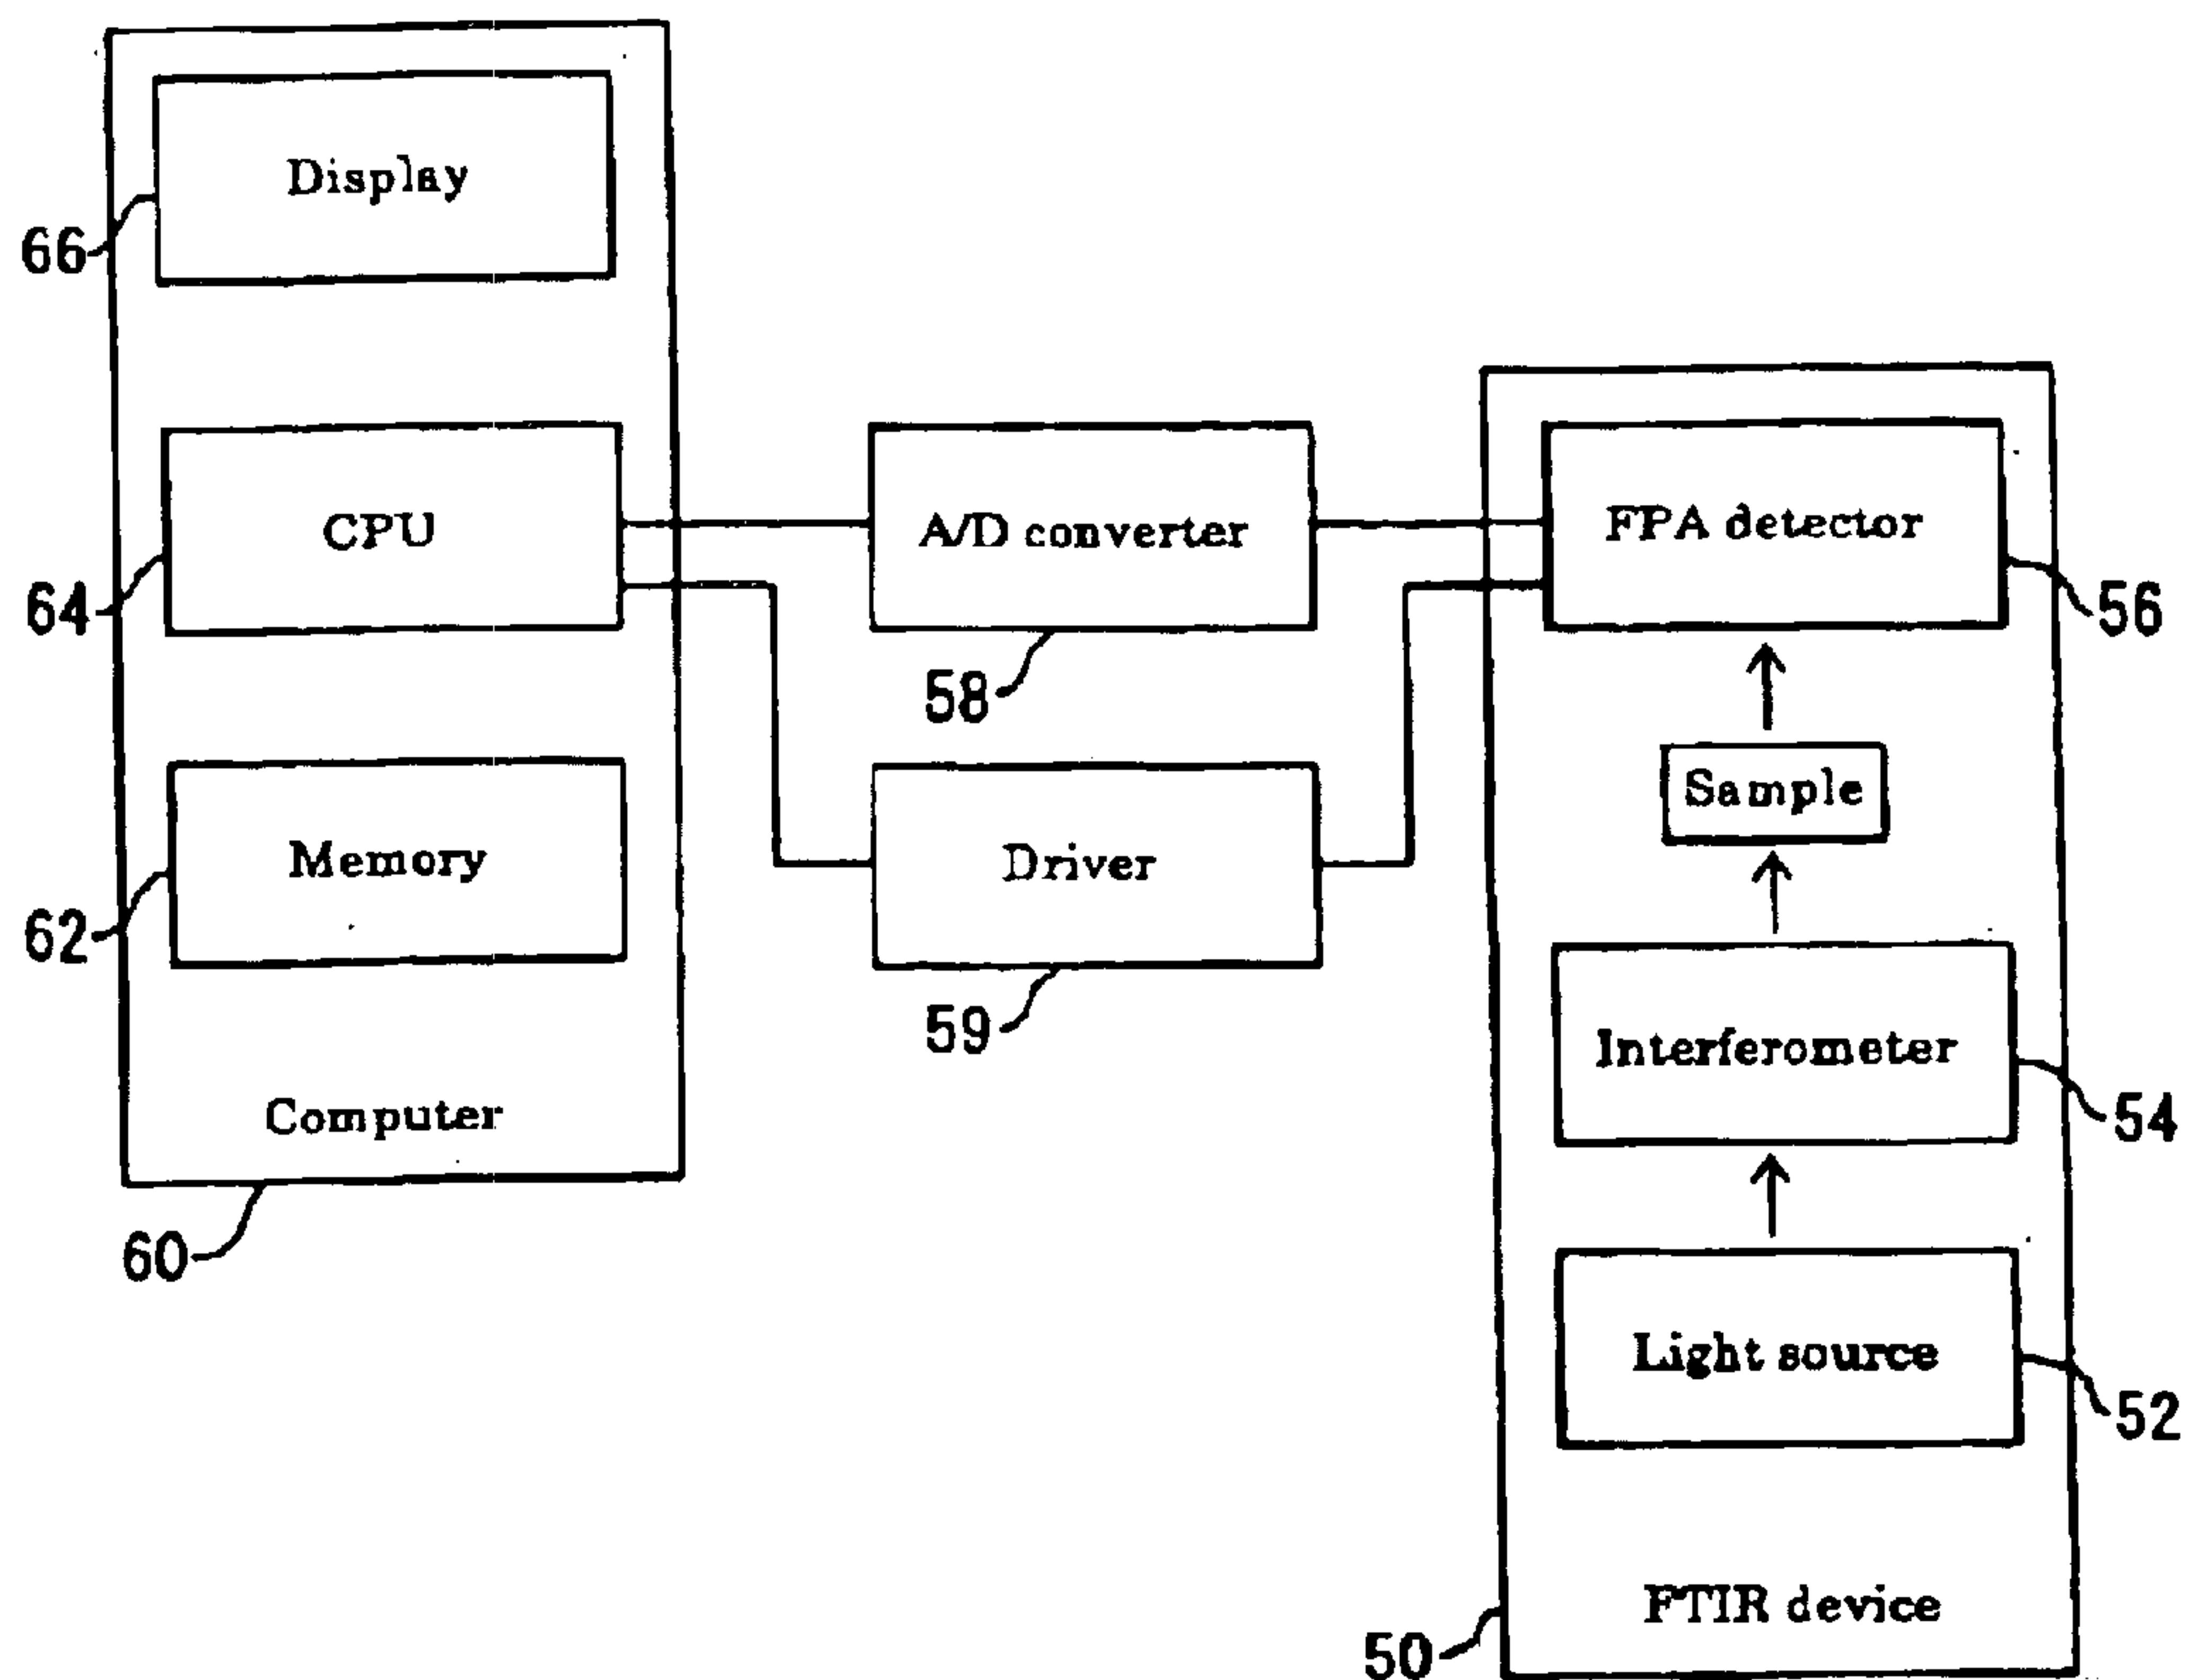 Display
66
CPU
64
Memory
62
Computer
60
A/D converter
58
Driver
59
FPA detector
56
Sample
Interferometer
54
Light source
52
FTIR device
50